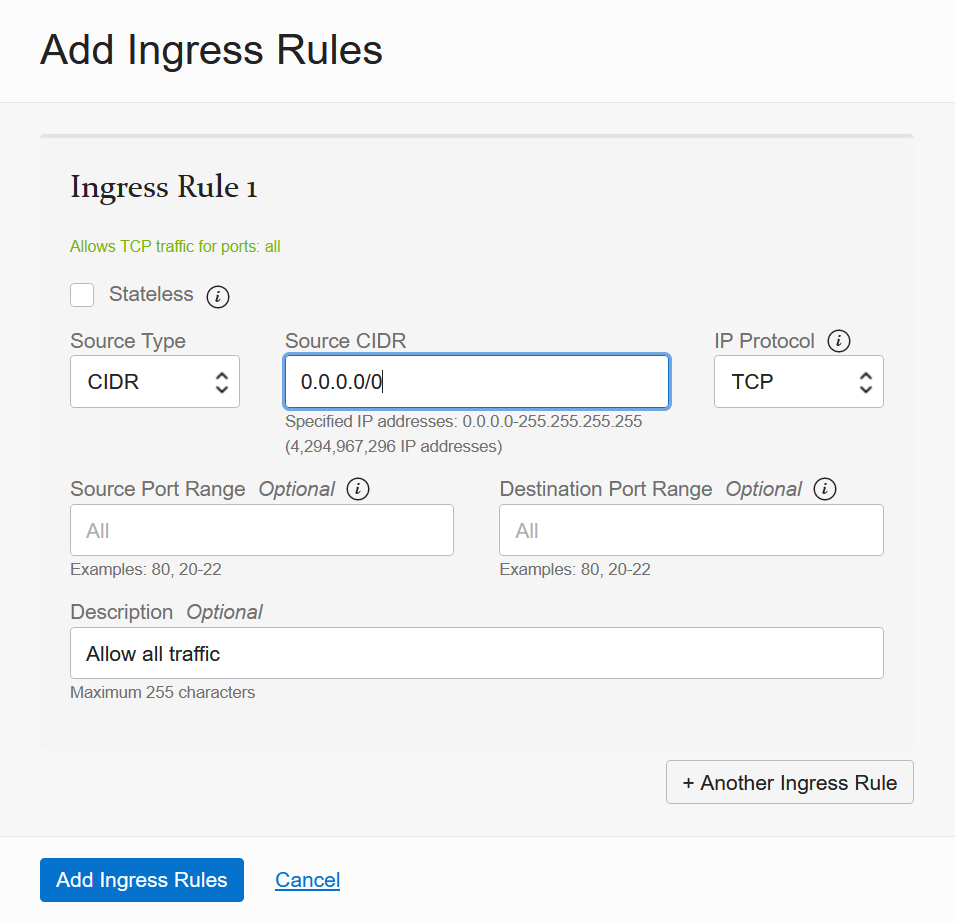 Add Ingress Rules
Ingress Rule 1
Allows TCP traffic for ports: all
Stateless
Source Type
Source CIDR
IP Protocol
CIDR
0.0.0.0/0
TCP
Specified IP addresses: 0.0.0.0-255.255.255.255
(4,294,967,296 IP addresses)
Source Port Range Optional
Destination Port Range Optional
All
All
Examples: 80, 20-22
Examples: 80, 20-22
Description Optional
Allow all traffic
Maximum 255 characters
+ Another Ingress Rule
Add Ingress Rules
Cancel